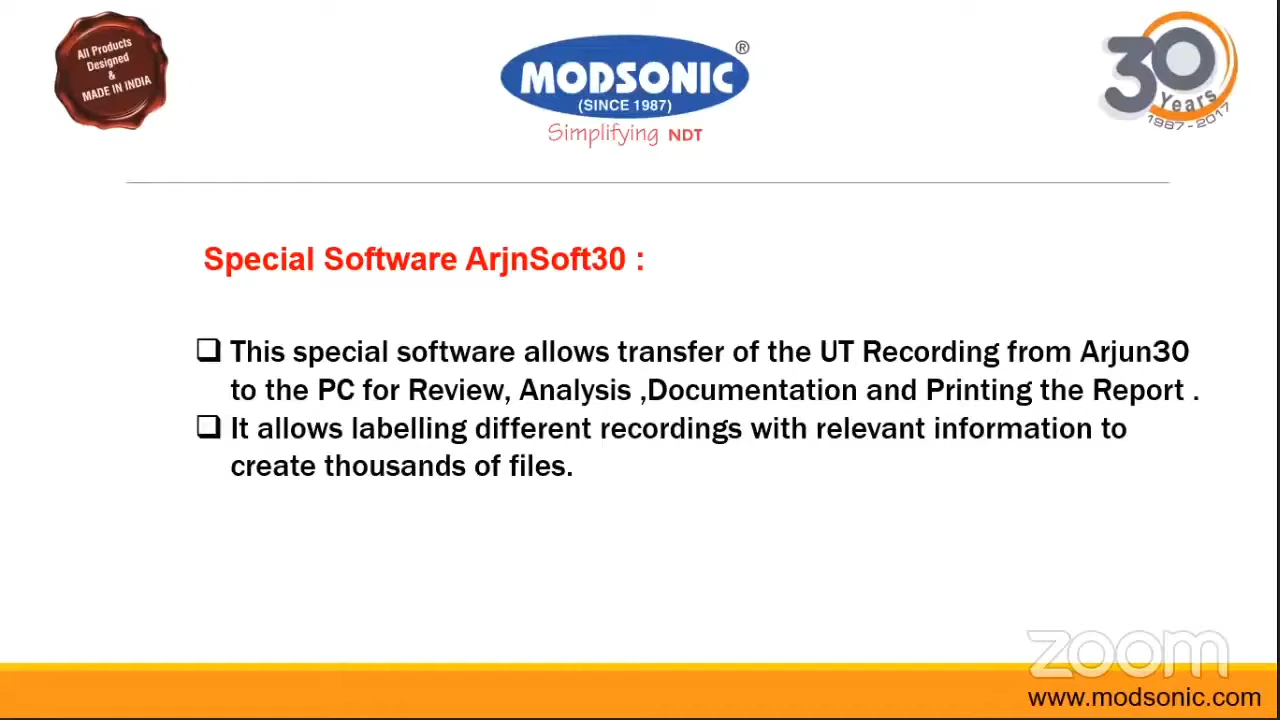 All Products
Designed
&
MADE IN INDIA
MODSONIC®
(SINCE 1987)
Simplifying NDT
30
Years
1987 - 2017
Special Software ArjnSoft30 :
This special software allows transfer of the UT Recording from Arjun30
to the PC for Review, Analysis ,Documentation and Printing the Report .
It allows labelling different recordings with relevant information to
create thousands of files.
zoom
www.modsonic.com